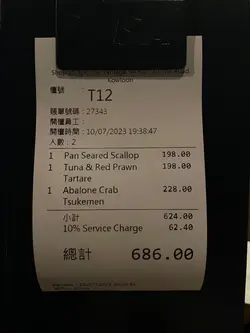 Kowloon
檯號 : T12
賬單號碼 : 27343
開檯員工 :
開檯時間 : 10/07/2023 19:38:47
人數 : 2
1 Pan Seared Scallop 198.00
1 Tuna & Red Prawn 198.00
Tartare
1 Abalone Crab 228.00
Tsukemen
小計 624.00
10% Service Charge 62.40
總計 686.00